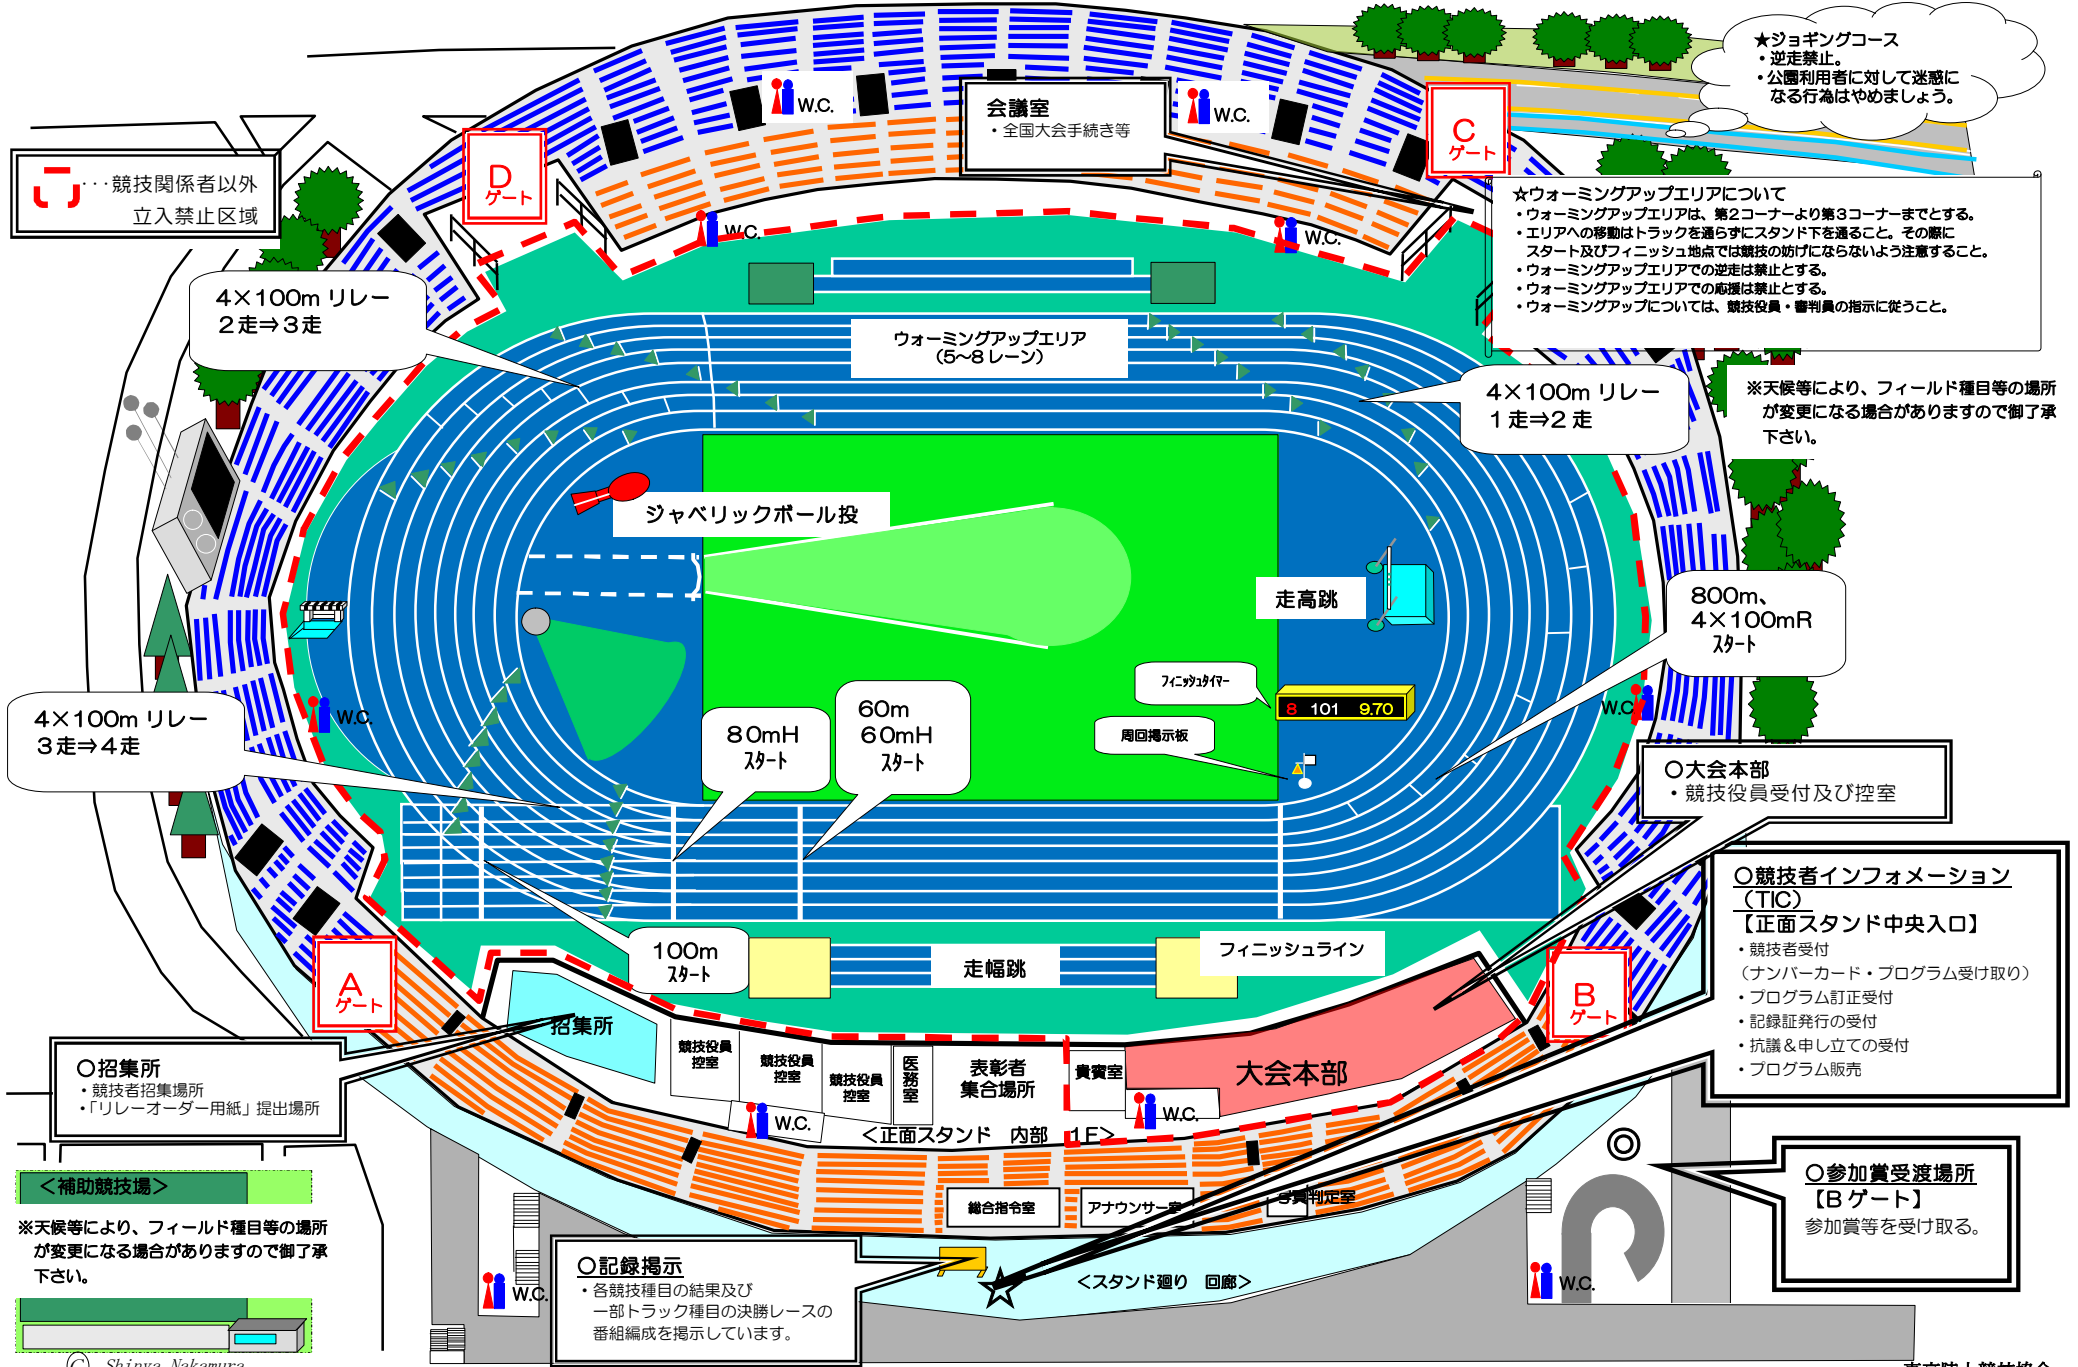 ★ジョギングコース
・逆走禁止。
・公園利用者に対して迷惑に
なる行為はやめましょう。
W.C.
W.C.
会議室
・全国大会手続き等
C
ゲート
D
ゲート
・・・競技関係者以外
立入禁止区域
☆ウォーミングアップエリアについて
・ウォーミングアップエリアは、第2コーナーより第3コーナーまでとする。
・エリアへの移動はトラックを通らずにスタンド下を通ること。その際に
スタート及びフィニッシュ地点では競技の妨げにならないよう注意すること。
・ウォーミングアップエリアでの逆走は禁止とする。
・ウォーミングアップエリアでの応援は禁止とする。
・ウォーミングアップについては、競技役員・審判員の指示に従うこと。
W.C.
W.C.
4×100m リレー
2走⇒3走
ウォーミングアップエリア
(5〜8レーン)
4×100m リレー
1走⇒2走
※天候等により、フィールド種目等の場所
が変更になる場合がありますので御了承
下さい。
ジャベリックボール投
走高跳
800m、
4×100mR
スタート
フィニッシュタイマー
8 101 9.70
周回掲示板
W.C.
W.C.
4×100m リレー
3走⇒4走
80mH
スタート
60m
60mH
スタート
○大会本部
・競技役員受付及び控室
○競技者インフォメーション
(TIC)
【正面スタンド中央入口】
・競技者受付
(ナンバーカード・プログラム受け取り)
・プログラム訂正受付
・記録証発行の受付
・抗議&申し立ての受付
・プログラム販売
100m
スタート
走幅跳
フィニッシュライン
A
ゲート
B
ゲート
招集所
競技役員
控室
競技役員
控室
競技役員
控室
医務室
表彰者
集合場所
貴賓室
大会本部
W.C.
W.C.
<正面スタンド 内部 1F>
○招集所
・競技者招集場所
・「リレーオーダー用紙」提出場所
<補助競技場>
※天候等により、フィールド種目等の場所
が変更になる場合がありますので御了承
下さい。
総合指令室
アナウンサー室
写真判定室
○参加賞受渡場所
【Bゲート】
参加賞等を受け取る。
○記録掲示
・各競技種目の結果及び
一部トラック種目の決勝レースの
番組編成を掲示しています。
<スタンド廻り 回廊>
W.C.
W.C.
Ⓒ Shinya Nakamura